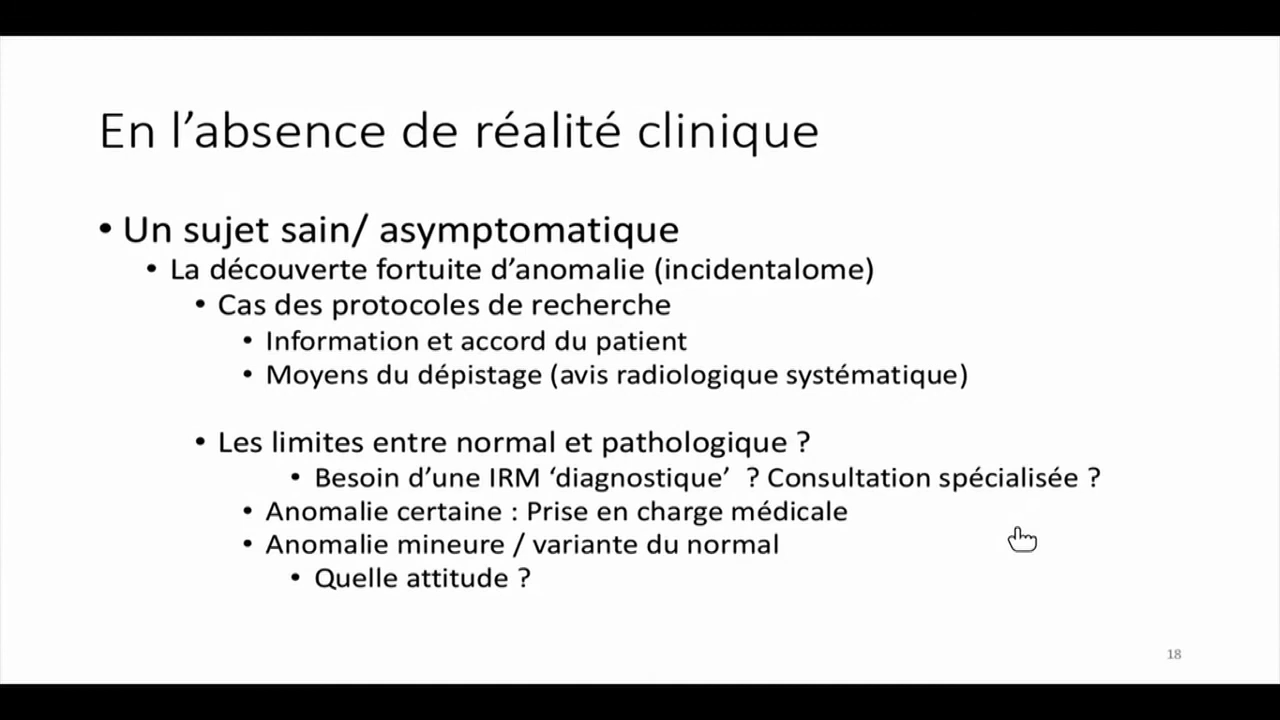 En l’absence de réalité clinique
• Un sujet sain/ asymptomatique
• La découverte fortuite d’anomalie (incidentalome)
• Cas des protocoles de recherche
• Information et accord du patient
• Moyens du dépistage (avis radiologique systématique)
• Les limites entre normal et pathologique ?
• Besoin d’une IRM ‘diagnostique’ ? Consultation spécialisée ?
• Anomalie certaine : Prise en charge médicale
• Anomalie mineure / variante du normal
• Quelle attitude ?
18